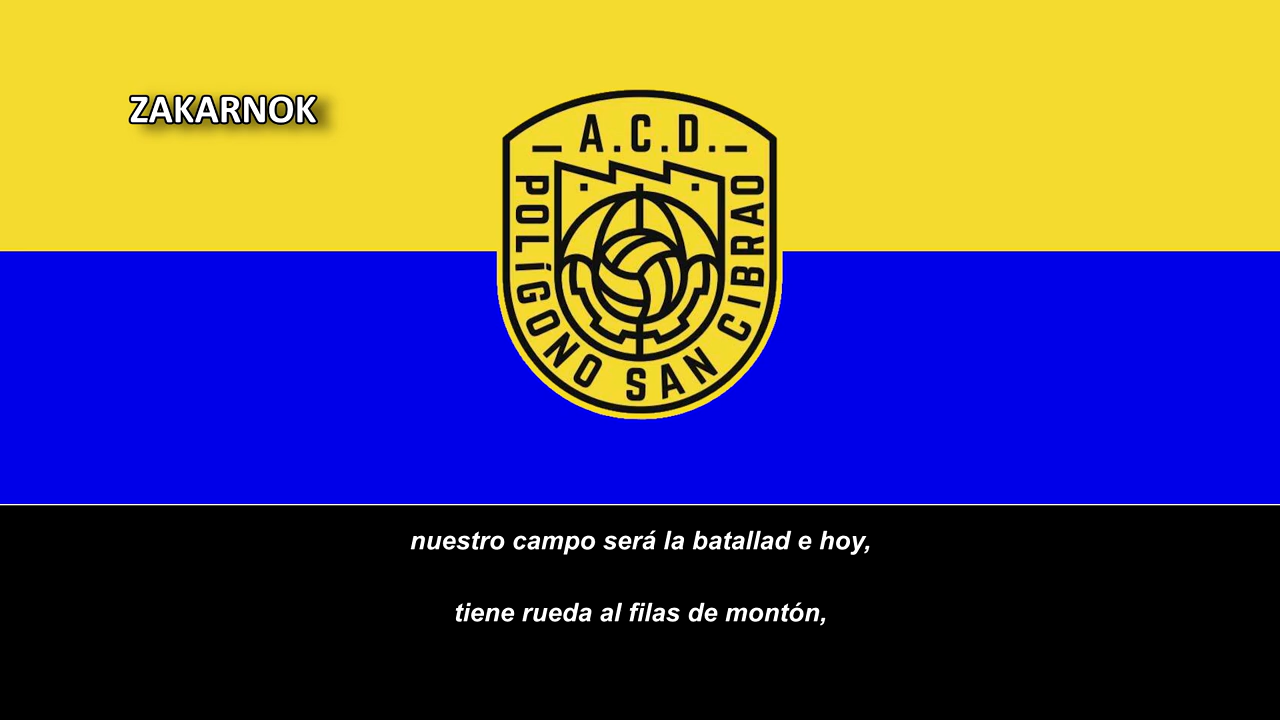 ZAKARNOK
A.C.D.
POLÍGONO SAN CIBRAO
nuestro campo será la batallad e hoy,
tiene rueda al filas de montón,